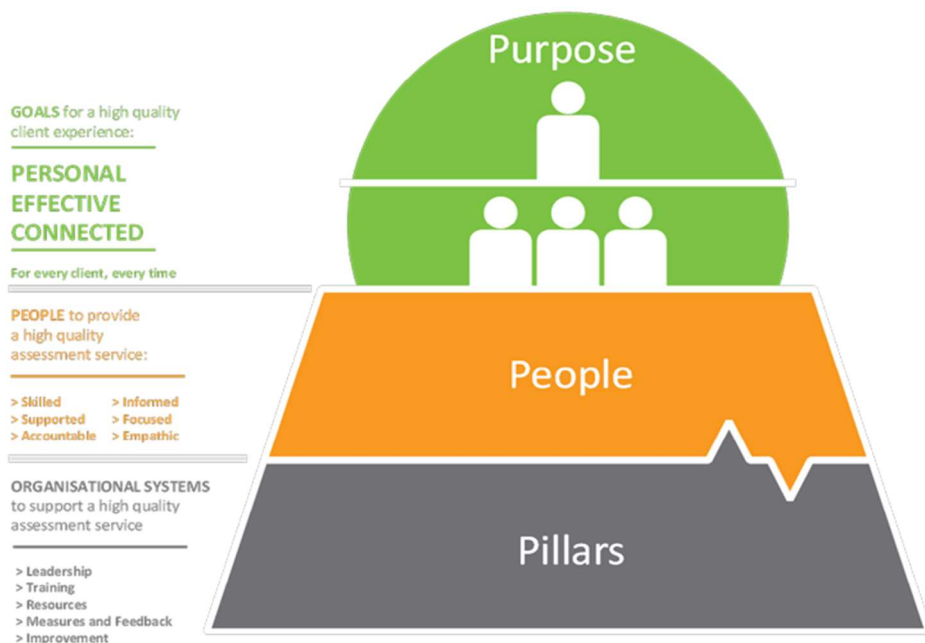 Purpose
GOALS for a high quality
client experience:
PERSONAL
EFFECTIVE
CONNECTED
For every client, every time
PEOPLE to provide
a high quality
assessment service:
> Skilled > Informed
> Supported > Focused
> Accountable > Empathic
People
ORGANISATIONAL SYSTEMS
to support a high quality
assessment service
> Leadership
> Training
> Resources
> Measures and Feedback
> Improvement
Pillars